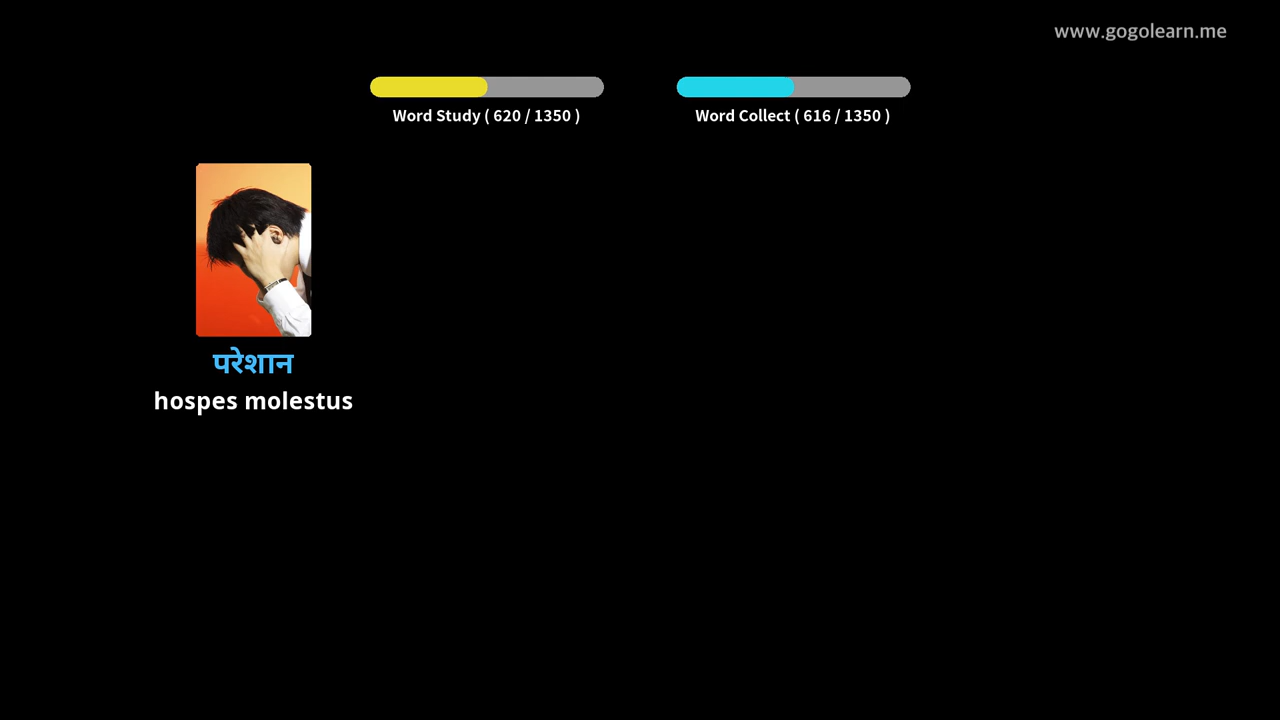 www.gogolearn.me
Word Study ( 620 / 1350 )
Word Collect ( 616 / 1350 )
परेशान
hospes molestus